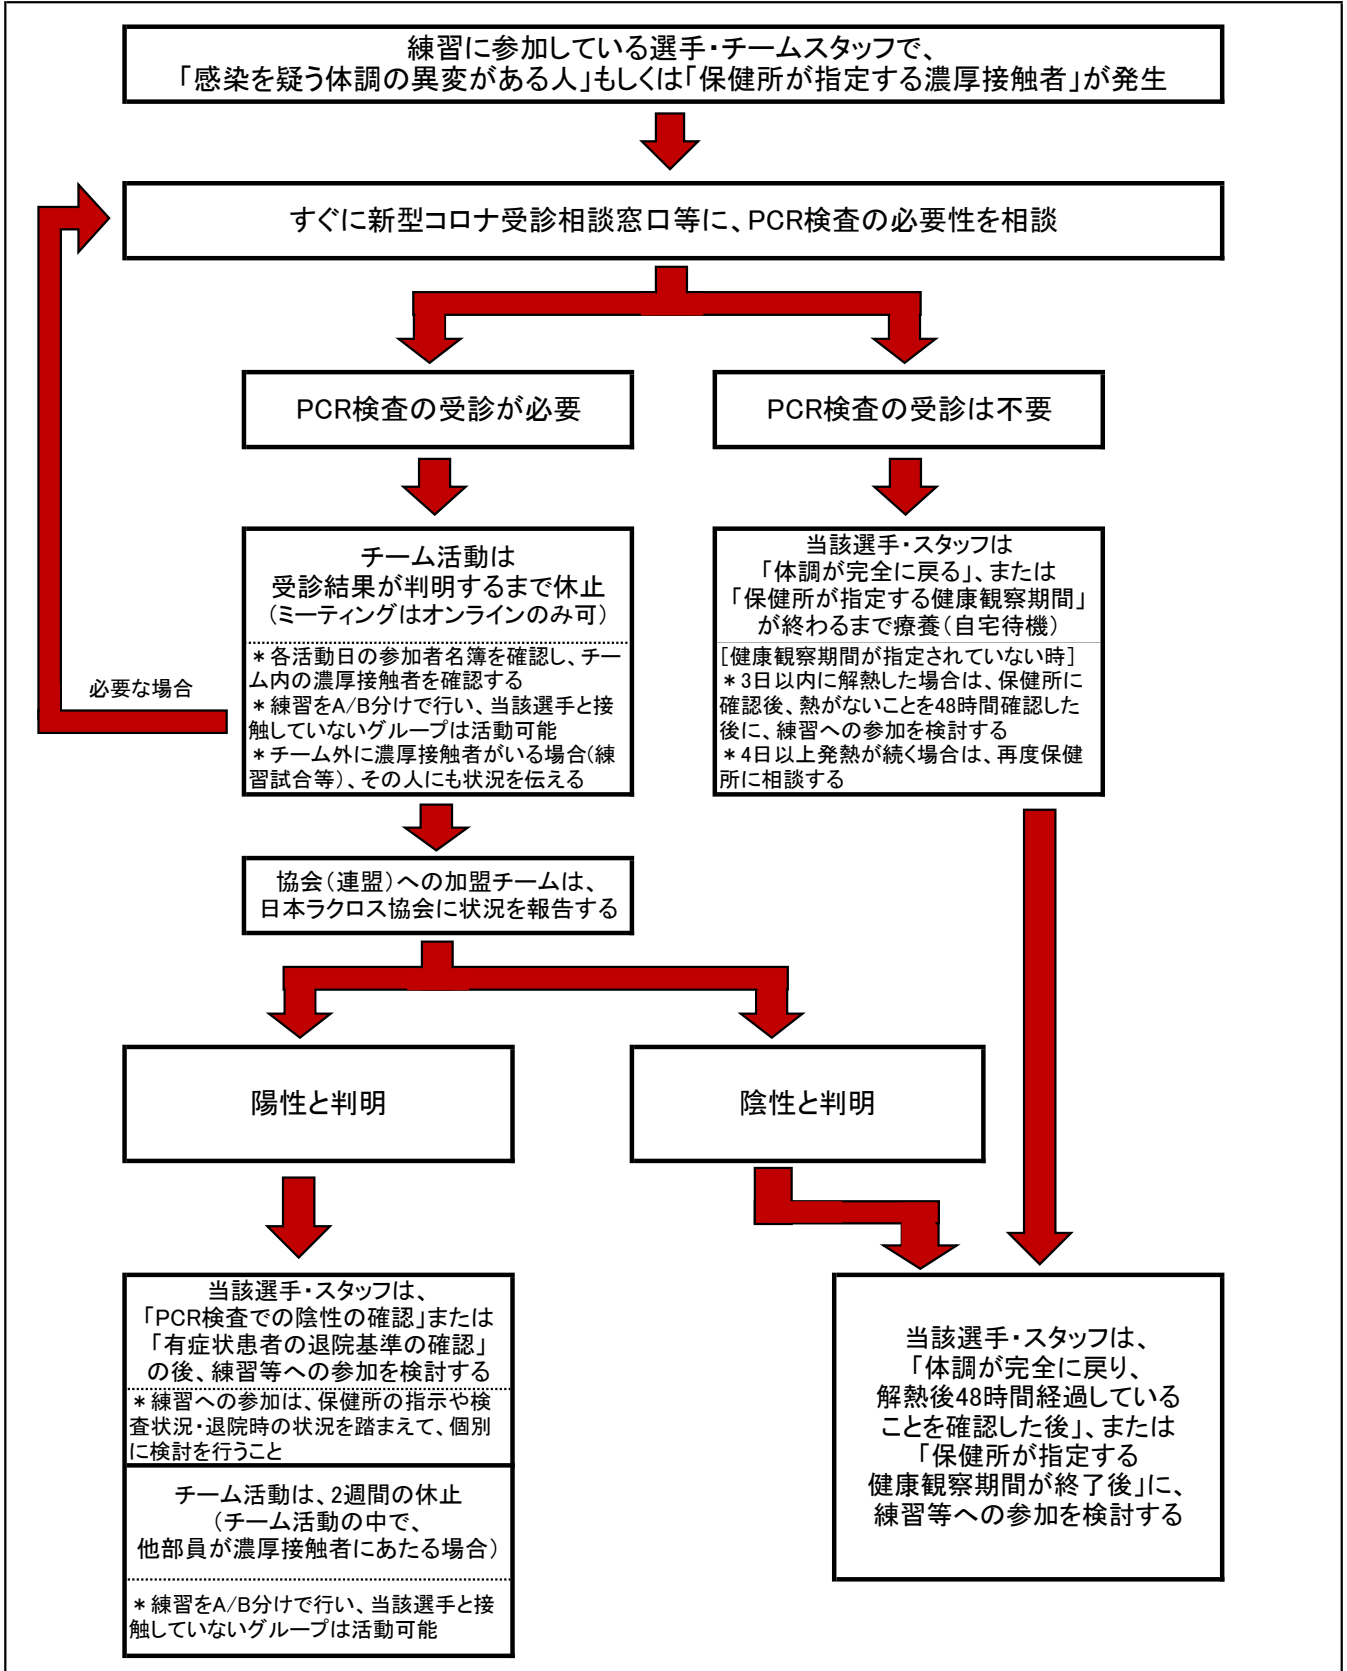 練習に参加している選手・チームスタッフで、
「感染を疑う体調の異変がある人」もしくは「保健所が指定する濃厚接触者」が発生
すぐに新型コロナ受診相談窓口等に、PCR検査の必要性を相談
PCR検査の受診が必要
PCR検査の受診は不要
チーム活動は
受診結果が判明するまで休止
（ミーティングはオンラインのみ可）
＊各活動日の参加者名簿を確認し、チー
ム内の濃厚接触者を確認する
＊練習をA/B分けで行い、当該選手と接
触していないグループは活動可能
＊チーム外に濃厚接触者がいる場合(練
習試合等)、その人にも状況を伝える
必要な場合
当該選手・スタッフは
「体調が完全に戻る」、または
「保健所が指定する健康観察期間」
が終わるまで療養（自宅待機）
[健康観察期間が指定されていない時]
＊3日以内に解熱した場合は、保健所に
確認後、熱がないことを48時間確認した
後に、練習への参加を検討する
＊4日以上発熱が続く場合は、再度保健
所に相談する
協会（連盟）への加盟チームは、
日本ラクロス協会に状況を報告する
陽性と判明
陰性と判明
当該選手・スタッフは、
「PCR検査での陰性の確認」または
「有症状患者の退院基準の確認」
の後、練習等への参加を検討する
＊練習への参加は、保健所の指示や検
査状況・退院時の状況を踏まえて、個別
に検討を行うこと
チーム活動は、2週間の休止
（チーム活動の中で、
他部員が濃厚接触者にあたる場合）
＊練習をA/B分けで行い、当該選手と接
触していないグループは活動可能
当該選手・スタッフは、
「体調が完全に戻り、
解熱後48時間経過している
ことを確認した後」、または
「保健所が指定する
健康観察期間が終了後」に、
練習等への参加を検討する